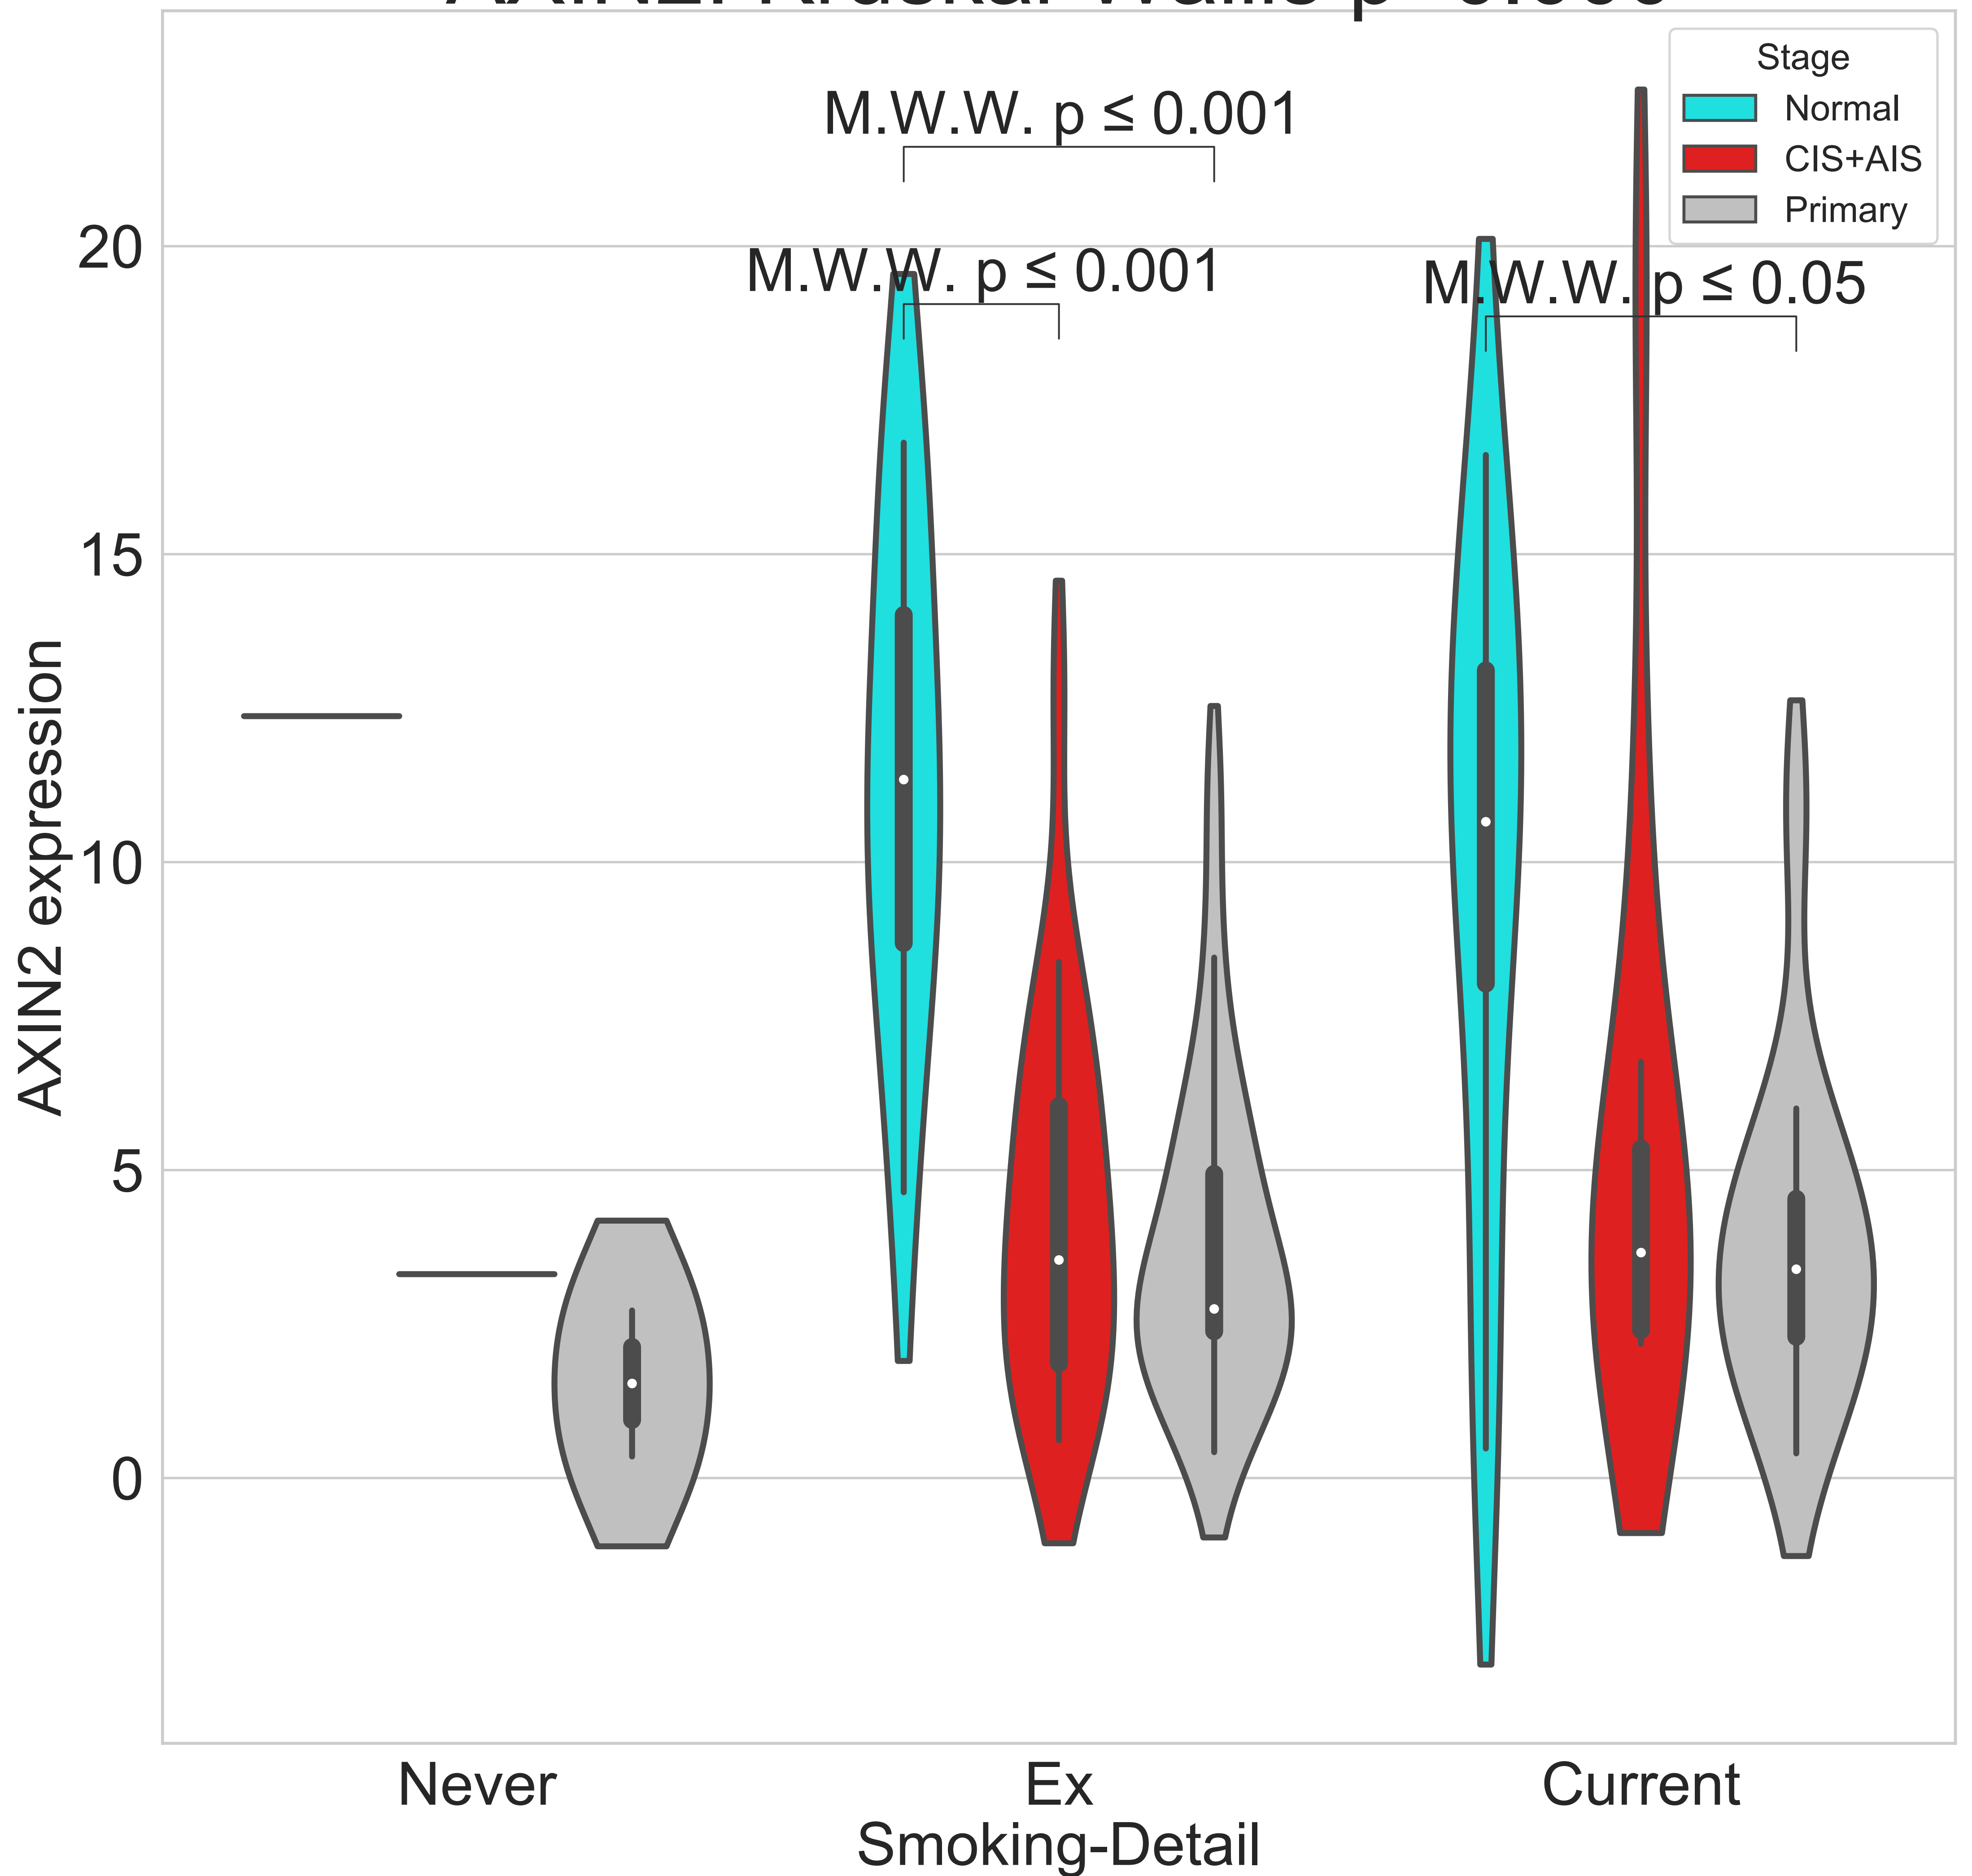 Stage
Normal
CIS+AIS
Primary
M.W.W. p ≤ 0.001
M.W.W. p ≤ 0.001
M.W.W. p ≤ 0.05
AXIN2 expression
20
15
10
5
0
Never
Ex
Current
Smoking-Detail